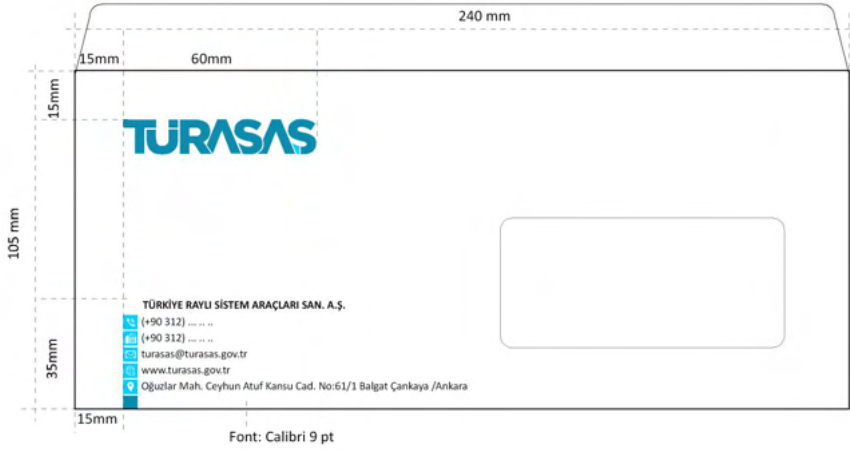 240 mm
15mm 60mm
15mm
TÜRASAŞ
105 mm
TÜRKİYE RAYLI SİSTEM ARAÇLARI SAN. A.Ş.
(+90 312) ... .. ..
(+90 312) ... .. ..
turasas@turasas.gov.tr
www.turasas.gov.tr
Oğuzlar Mah. Ceyhun Atuf Kansu Cad. No:61/1 Balgat Çankaya /Ankara
35mm
15mm
Font: Calibri 9 pt